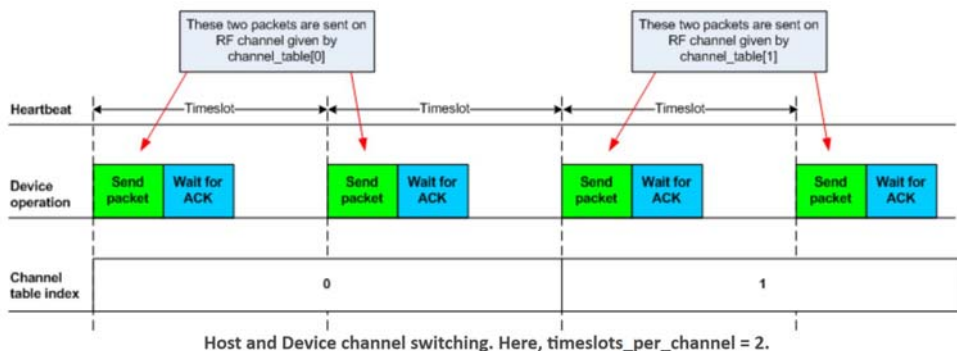 These two packets are sent on
RF channel given by
channel_table[0]
These two packets are sent on
RF channel given by
channel_table[1]
Heartbeat
Timeslot
Timeslot
Timeslot
Device
operation
Send
packet
Wait for
ACK
Send
packet
Wait for
ACK
Send
packet
Wait for
ACK
Send
packet
Wait for
ACK
Channel
table index
0
1
Host and Device channel switching. Here, timeslots_per_channel = 2.